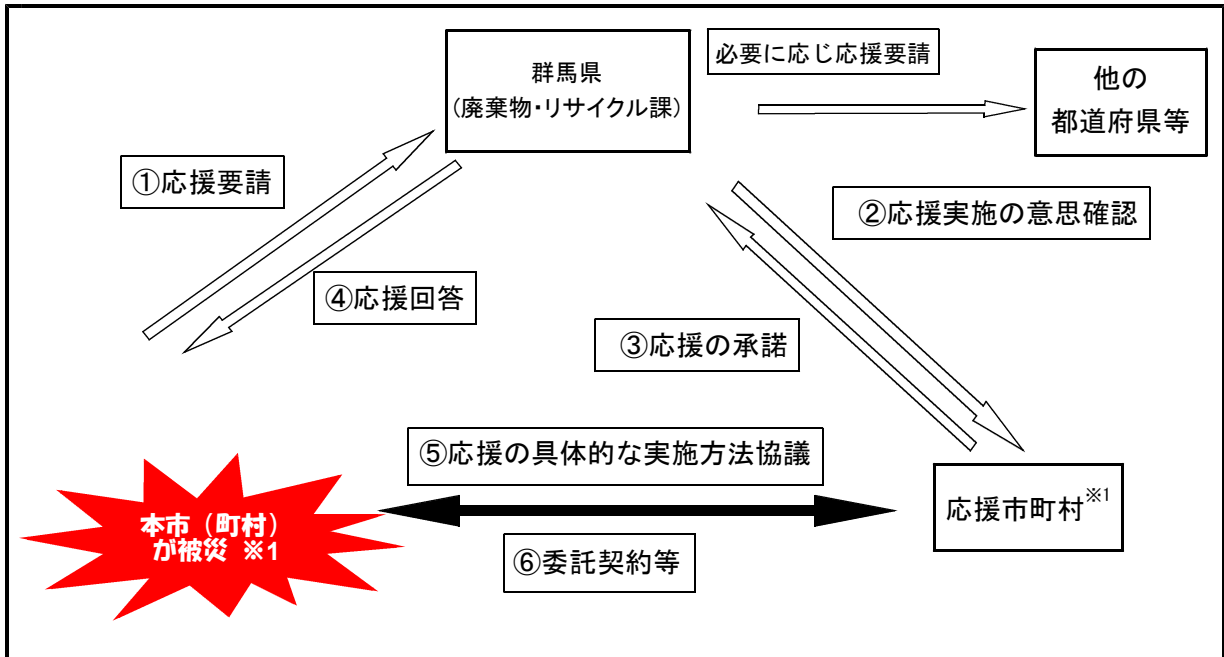 群馬県
(廃棄物・リサイクル課)
必要に応じ応援要請
他の
都道府県等
①応援要請
②応援実施の意思確認
④応援回答
③応援の承諾
⑤応援の具体的な実施方法協議
本市（町村）
が被災 ※1
応援市町村※1
⑥委託契約等